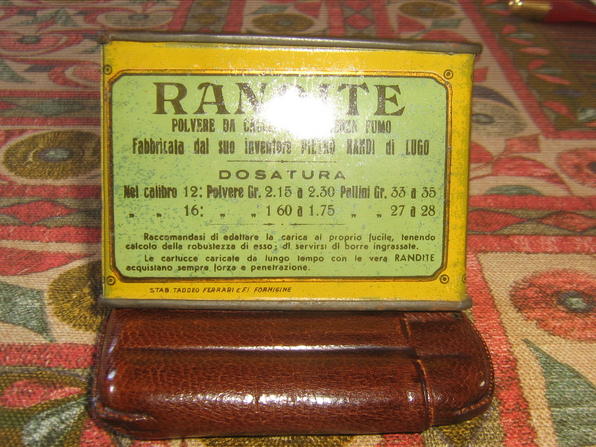 RANDITE
POLVERE DA FUMO
Fabbricata dal suo inventore PIETRO RANDI di LUGO
DOSATURA
Nel calibro 12: Polvere Gr. 2.15 a 2.30 Pallini Gr. 33 a 35
„ „ 16: „ „ 1 60 a 1.75 „ „ 27 a 28
Raccomandasi di edattare la carica al proprio fucile, tenendo
calcolo della robustezza di esso; di servirsi di borre ingrassate.
Le cartucce caricate da lungo tempo con le vera RANDITE
acquistano sempre forza e penetrazione.
STAB. TADDEO FERRARI E FI. FORMIGINE